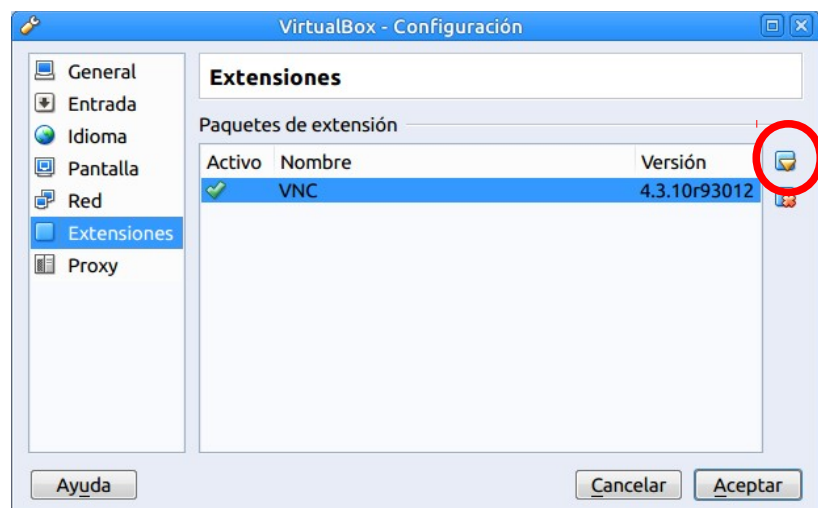 VirtualBox - Configuración
General
Entrada
Idioma
Pantalla
Red
Extensiones
Proxy
Extensiones
Paquetes de extensión
Activo Nombre Versión
VNC 4.3.10r93012
Ayuda Cancelar Aceptar